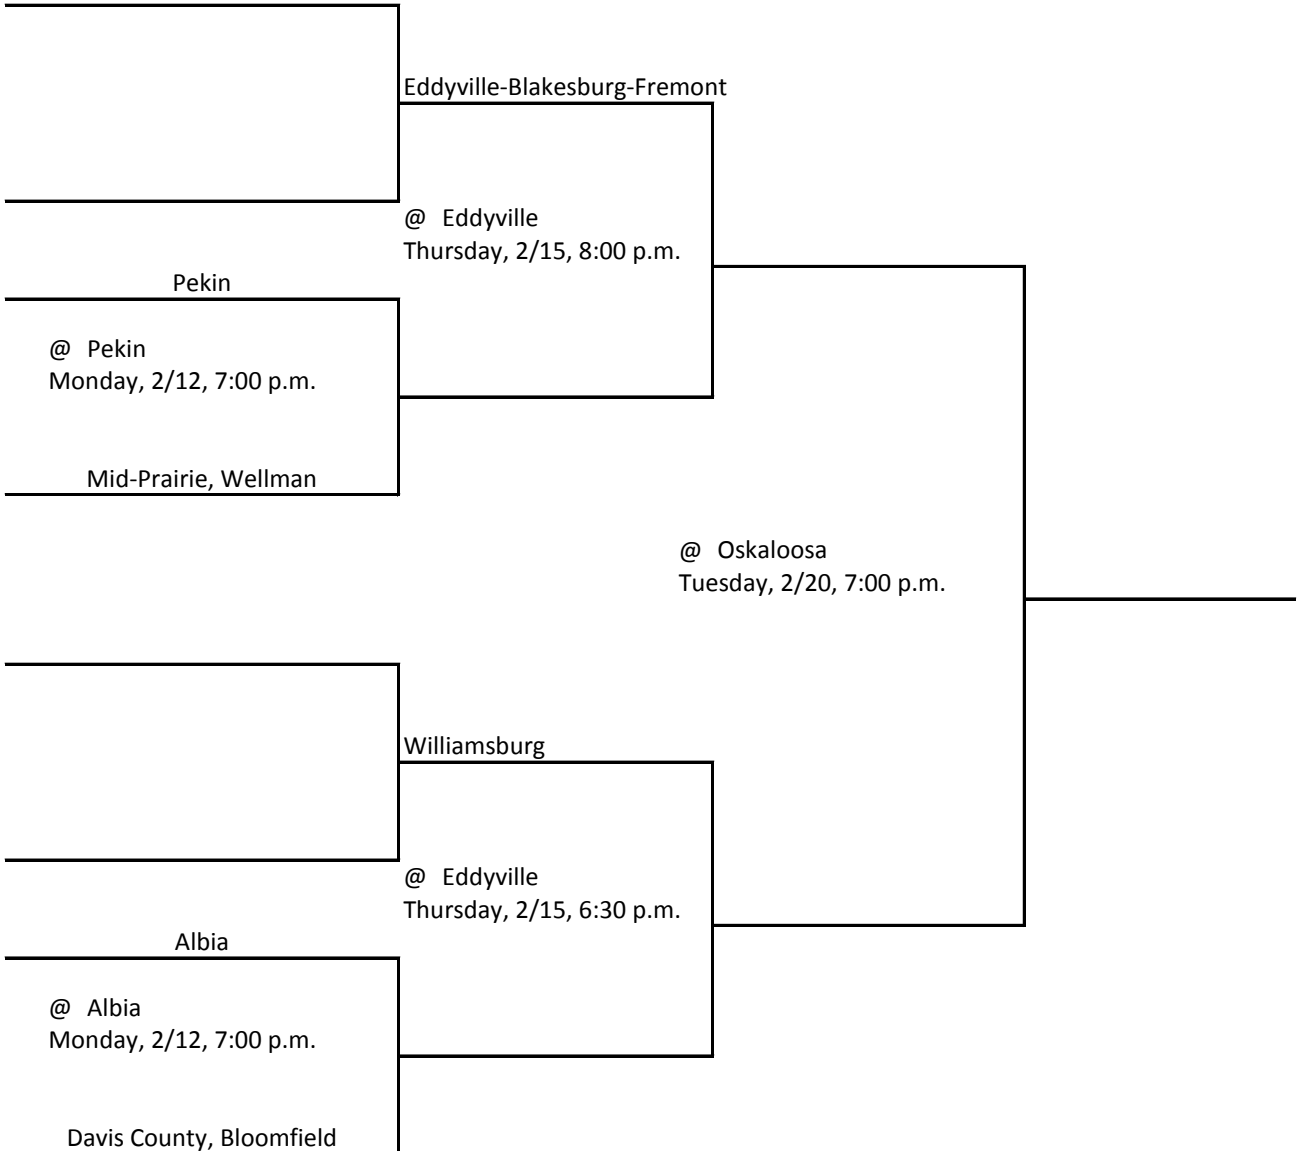 Eddyville-Blakesburg-Fremont
@ Eddyville
Thursday, 2/15, 8:00 p.m.
Pekin
@ Pekin
Monday, 2/12, 7:00 p.m.
Mid-Prairie, Wellman
@ Oskaloosa
Tuesday, 2/20, 7:00 p.m.
Williamsburg
@ Eddyville
Thursday, 2/15, 6:30 p.m.
Albia
@ Albia
Monday, 2/12, 7:00 p.m.
Davis County, Bloomfield